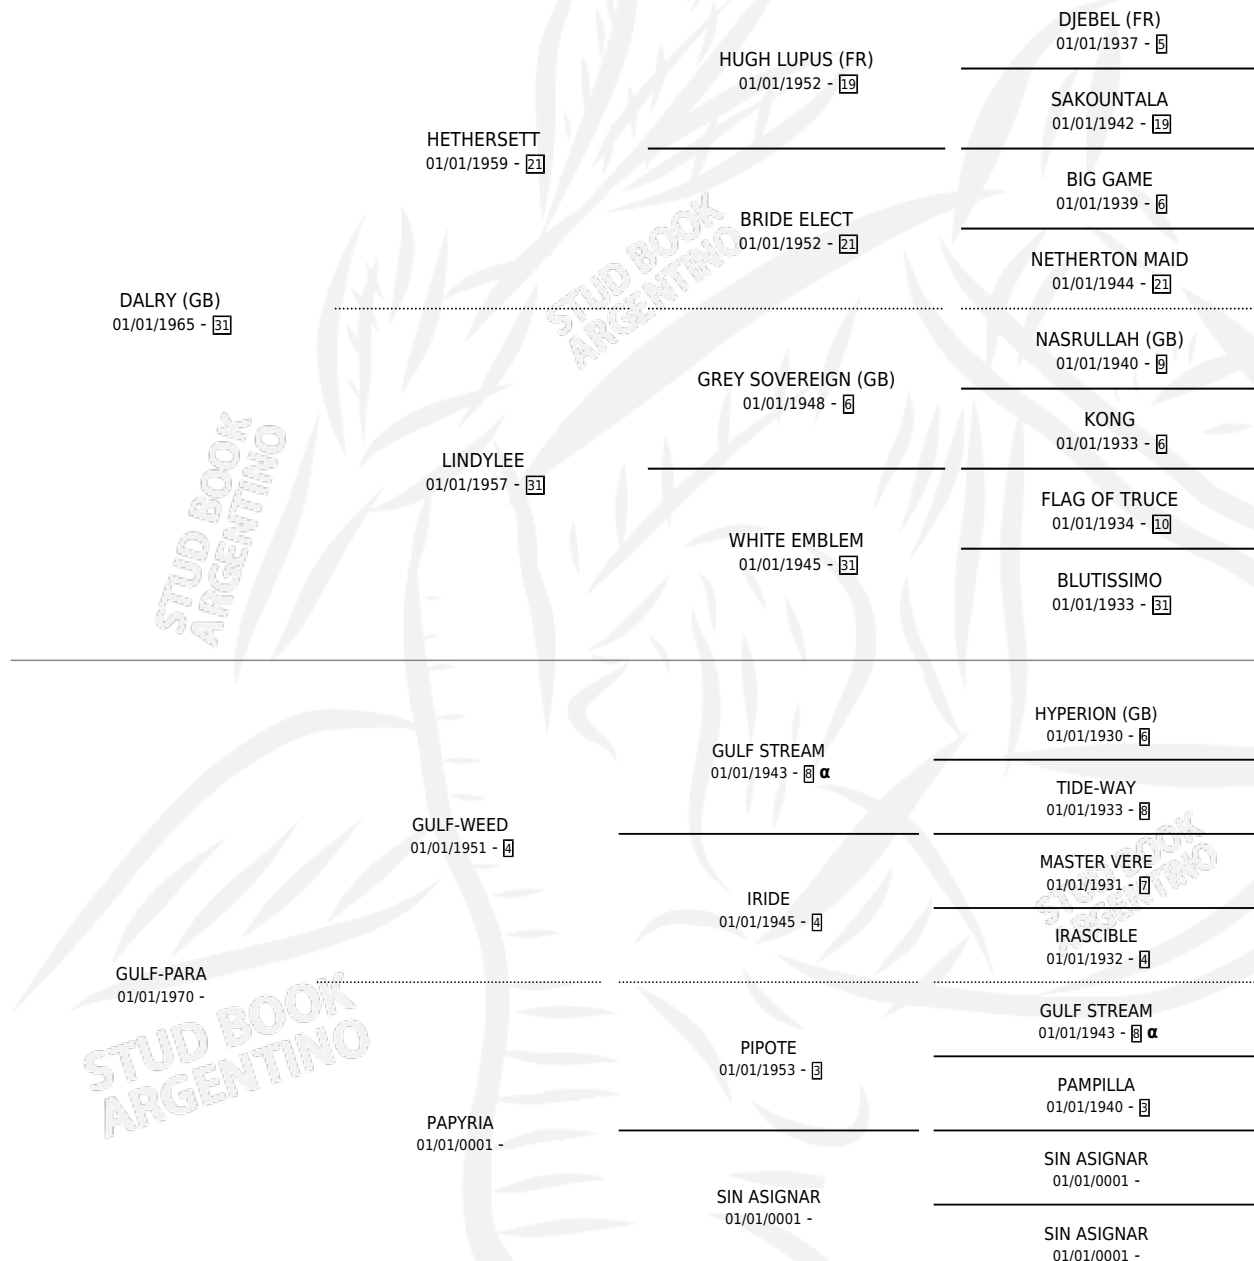 DJEBEL (FR)
01/01/1937 - 5
HUGH LUPUS (FR)
01/01/1952 - 19
SAKOUNTALA
01/01/1942 - 19
HETHERSETT
01/01/1959 - 21
BIG GAME
01/01/1939 - 6
BRIDE ELECT
01/01/1952 - 21
NETHERTON MAID
01/01/1944 - 21
DALRY (GB)
01/01/1965 - 31
STUD BOOK
ARGENTINO
NASRULLAH (GB)
01/01/1940 - 9
GREY SOVEREIGN (GB)
01/01/1948 - 6
KONG
01/01/1933 - 6
LINDYLEE
01/01/1957 - 31
FLAG OF TRUCE
01/01/1934 - 10
WHITE EMBLEM
01/01/1945 - 31
BLUTISSIMO
01/01/1933 - 31
STUD BOOK
ARGENTINO
HYPERION (GB)
01/01/1930 - 6
GULF STREAM
01/01/1943 - 8 α
TIDE-WAY
01/01/1933 - 8
GULF-WEED
01/01/1951 - 4
MASTER VERE
01/01/1931 - 7
STUD BOOK
ARGENTINO
IRIDE
01/01/1945 - 4
IRASCIBLE
01/01/1932 - 4
GULF-PARA
01/01/1970 -
STUD BOOK
ARGENTINO
GULF STREAM
01/01/1943 - 8 α
PIPOTE
01/01/1953 - 3
PAMPILLA
01/01/1940 - 3
PAPYRIA
01/01/0001 -
SIN ASIGNAR
01/01/0001 -
SIN ASIGNAR
01/01/0001 -
SIN ASIGNAR
01/01/0001 -